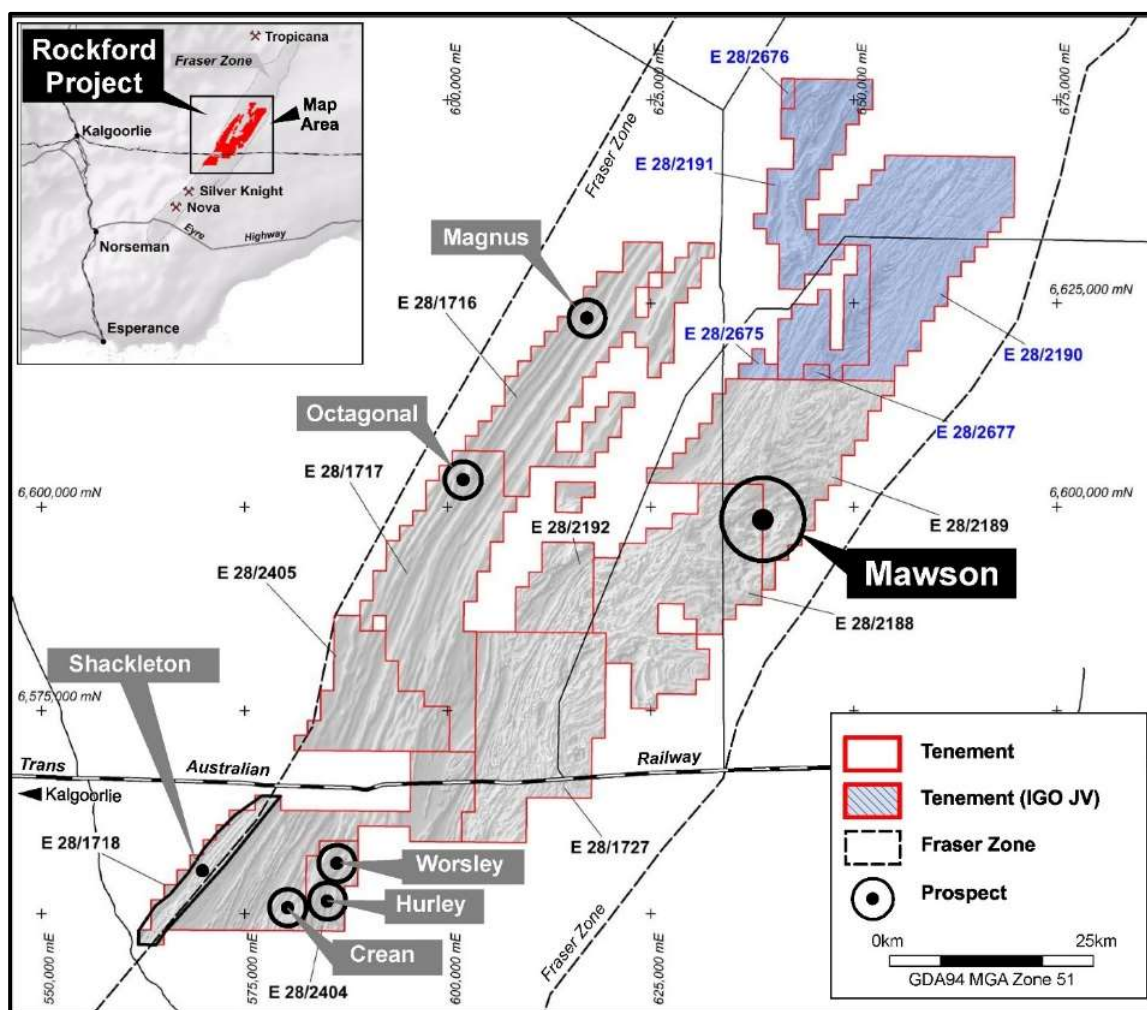 Rockford
Project
Tropicana
Fraser Zone
Map
Area
Kalgoorlie
Silver Knight
Nova
Eyre
Highway
Norseman
Esperance
600,000 mE
625,000 mE
650,000 mE
675,000 mE
E 28/2676
Fraser Zone
E 28/2191
Magnus
E 28/1716
6,625,000 mN
E 28/2675
E 28/2190
Octagonal
E 28/2677
E 28/1717
6,600,000 mN
6,600,000 mN
E 28/2192
E 28/2189
E 28/2405
Mawson
E 28/2188
Shackleton
6,575,000 mN
Trans
Australian
Railway
Kalgoorlie
E 28/1718
E 28/1727
Worsley
Hurley
Crean
E 28/2404
Fraser Zone
550,000 mE
575,000 mE
600,000 mE
625,000 mE
Tenement
Tenement (IGO JV)
Fraser Zone
Prospect
0km
25km
GDA94 MGA Zone 51